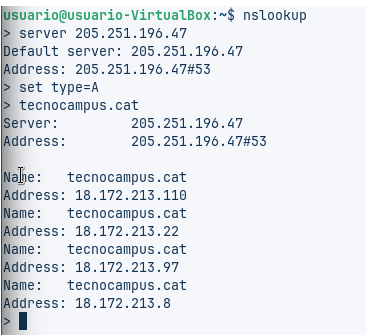 usuario@usuario-VirtualBox:~$ nslookup
> server 205.251.196.47
Default server: 205.251.196.47
Address: 205.251.196.47#53
> set type=A
> tecnocampus.cat
Server:         205.251.196.47
Address:        205.251.196.47#53

Name:   tecnocampus.cat
Address: 18.172.213.110
Name:   tecnocampus.cat
Address: 18.172.213.22
Name:   tecnocampus.cat
Address: 18.172.213.97
Name:   tecnocampus.cat
Address: 18.172.213.8
>